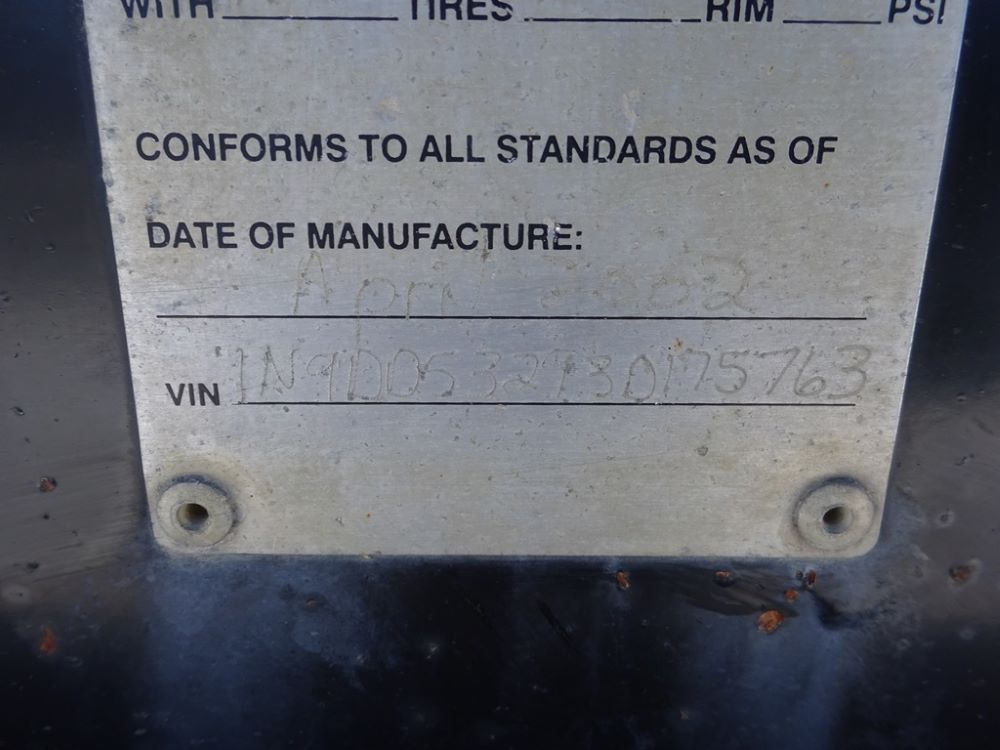 WITH TIRES RIM PSI
CONFORMS TO ALL STANDARDS AS OF
DATE OF MANUFACTURE:
April 2002
VIN 1N9D0532730175763